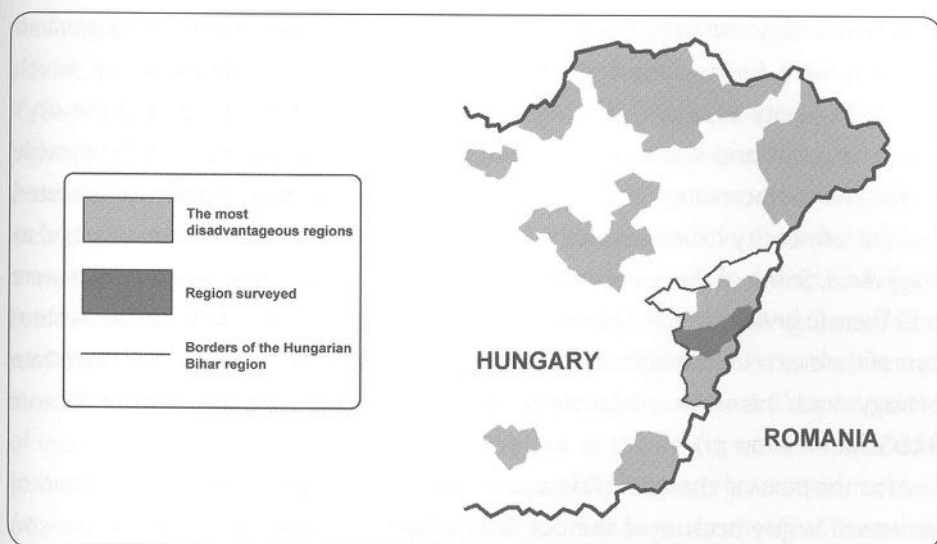 The most
disadvantageous regions
Region surveyed
Borders of the Hungarian
Bihar region
HUNGARY
ROMANIA